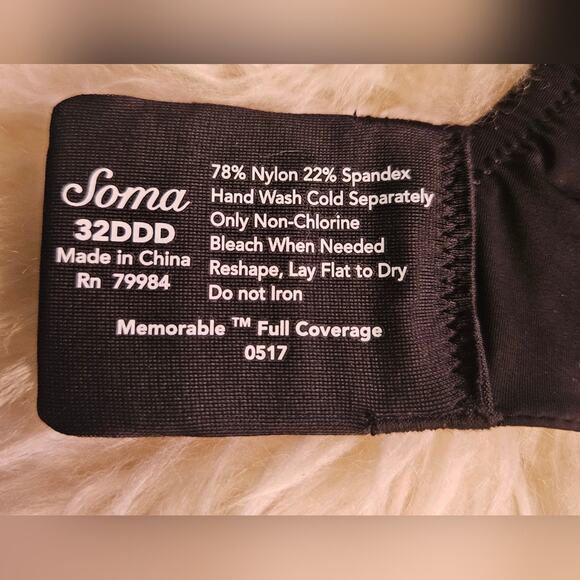 Soma
32DDD
Made in China
Rn 79984
78% Nylon 22% Spandex
Hand Wash Cold Separately
Only Non-Chlorine
Bleach When Needed
Reshape, Lay Flat to Dry
Do not Iron
Memorable ™ Full Coverage
0517